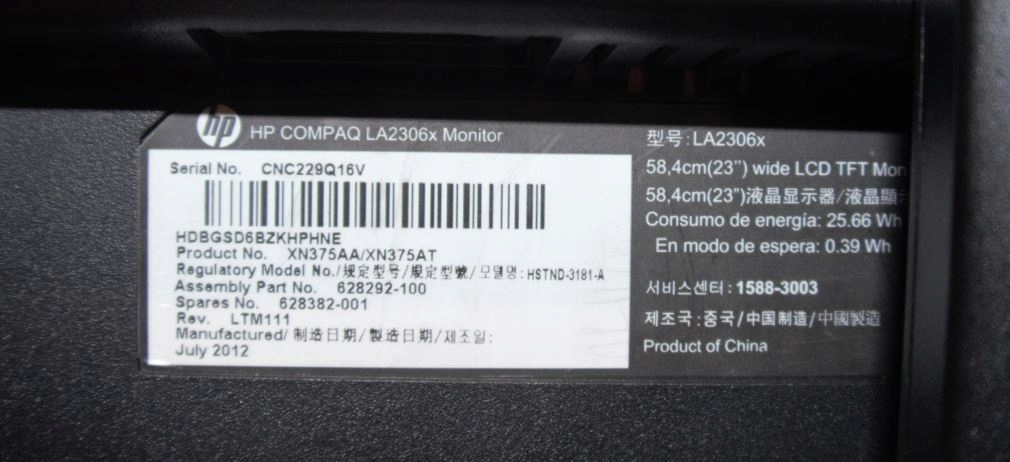 hp HP COMPAQ LA2306x Monitor
Serial No. CNC229Q16V
HDBGSD6BZKHPHNE
Product No. XN375AA/XN375AT
Regulatory Model No./规定型号/規定型號/모델명: HSTND-3181-A
Assembly Part No. 628292-100
Spares No. 628382-001
Rev. LTM111
Manufactured/ 制造日期/製造日期/제조일:
July 2012
型号: LA2306x
58,4cm(23”) wide LCD TFT Mon
58,4cm(23”)液晶显示器/液晶顯示
Consumo de energía: 25.66 Wh
En modo de espera: 0.39 Wh
서비스센터 : 1588-3003
제조국 : 중국/中国制造/中國製造
Product of China